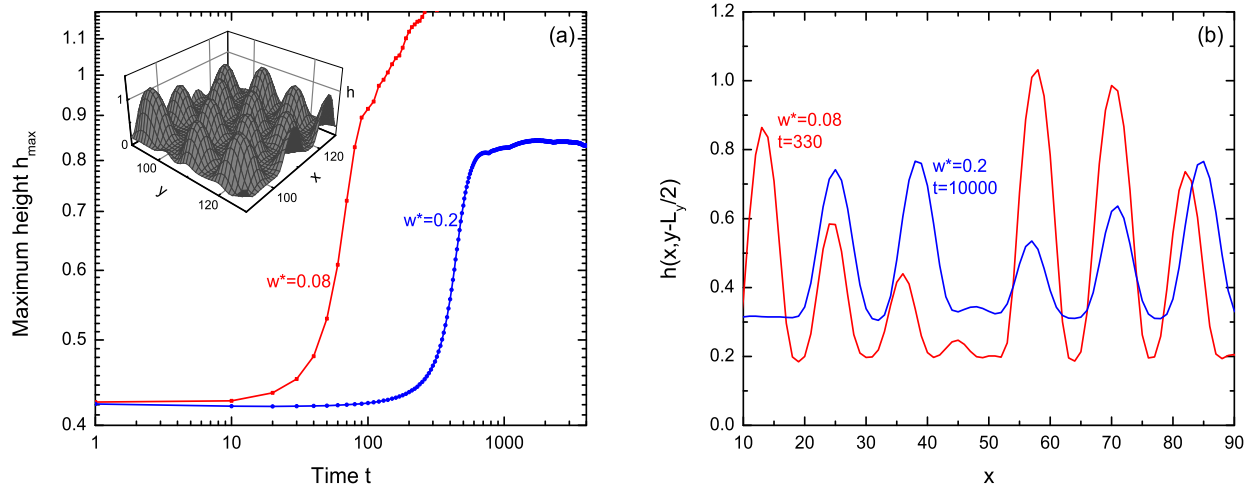 (a)
1.1
1
0.9
0.8
0.7
0.6
0.5
0.4
Maximum height h_max
1
10
100
1000
Time t
w*=0.08
w*=0.2
1
0
h
100
120
y
100
120
x
(b)
1.2
1.0
0.8
0.6
0.4
0.2
0.0
h(x,y-L_y/2)
w*=0.08
t=330
w*=0.2
t=10000
10
20
30
40
50
60
70
80
90
x